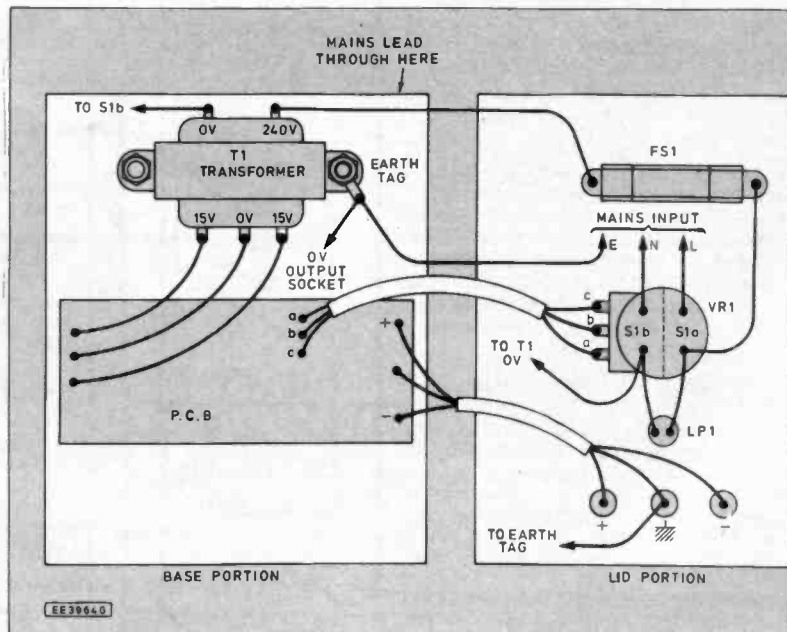 MAINS LEAD
THROUGH HERE
TO S1b
0V
240V
T1
TRANSFORMER
EARTH
TAG
15V
0V
15V
0V
OUTPUT
SOCKET
FS1
MAINS INPUT
E
N
L
VR1
c
b
a
S1b
S1a
a
b
c
+
-
TO T1
0V
P.C.B
LP1
+
-
TO EARTH
TAG
BASE PORTION
LID PORTION
EE3964G